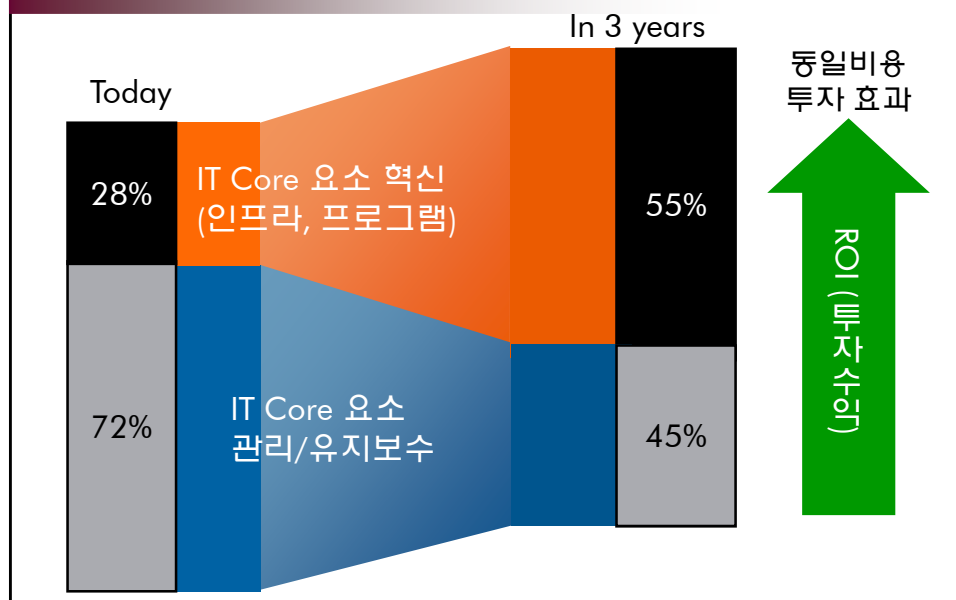 In 3 years
Today
동일비용
투자 효과
28%
IT Core 요소 혁신
(인프라, 프로그램)
55%
ROI (투자수익)
72%
IT Core 요소
관리/유지보수
45%